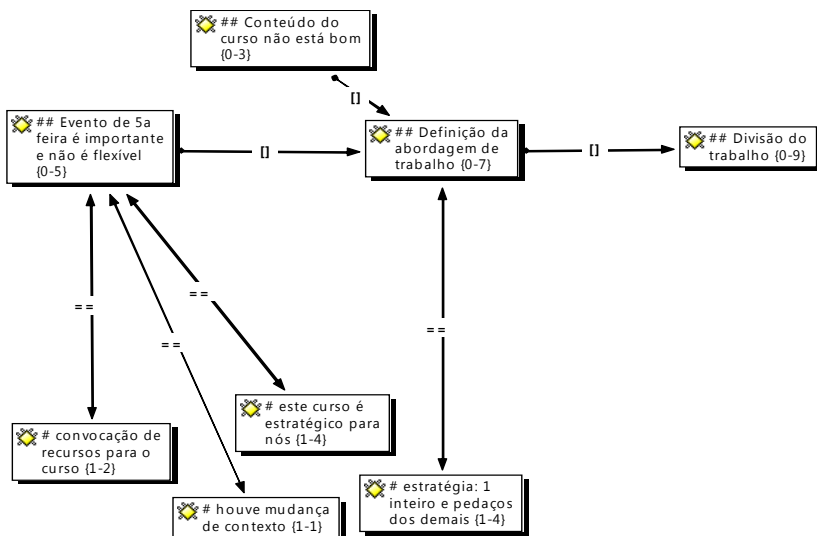 ## Conteúdo do
curso não está bom
{0-3}
[]
## Evento de 5a
feira é importante
e não é flexível
{0-5}
[]
## Definição da
abordagem de
trabalho {0-7}
[]
## Divisão do
trabalho {0-9}
==
==
==
==
# este curso é
estratégico para
nós {1-4}
# convocação de
recursos para o
curso {1-2}
# houve mudança
de contexto {1-1}
# estratégia: 1
inteiro e pedaços
dos demais {1-4}